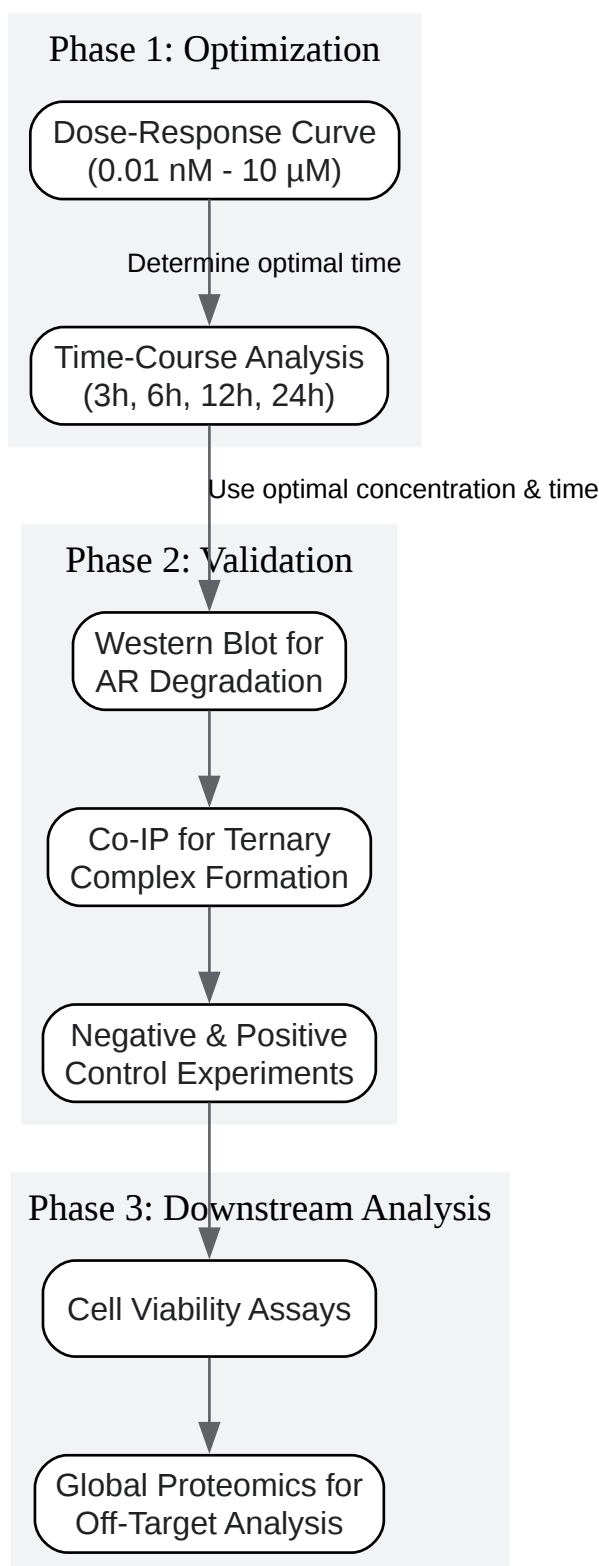 Phase 1: Optimization
Dose-Response Curve
(0.01 nM - 10 µM)
Determine optimal time
Time-Course Analysis
(3h, 6h, 12h, 24h)
Use optimal concentration & time
Phase 2: Validation
Western Blot for
AR Degradation
Co-IP for Ternary
Complex Formation
Negative & Positive
Control Experiments
Phase 3: Downstream Analysis
Cell Viability Assays
Global Proteomics for
Off-Target Analysis